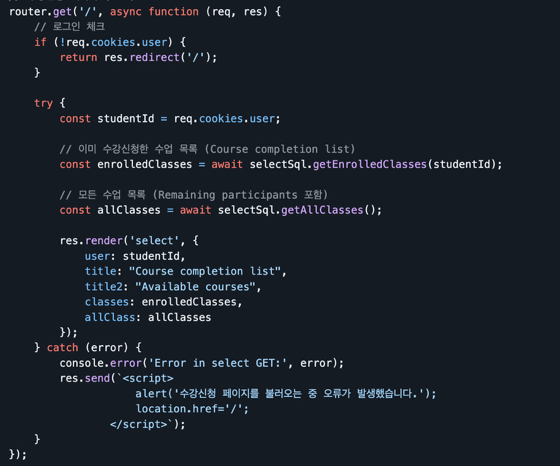 router.get('/', async function (req, res) {
    // 로그인 체크
    if (!req.cookies.user) {
        return res.redirect('/');
    }

    try {
        const studentId = req.cookies.user;

        // 이미 수강신청한 수업 목록 (Course completion list)
        const enrolledClasses = await selectSql.getEnrolledClasses(studentId);

        // 모든 수업 목록 (Remaining participants 포함)
        const allClasses = await selectSql.getAllClasses();

        res.render('select', {
            user: studentId,
            title: "Course completion list",
            title2: "Available courses",
            classes: enrolledClasses,
            allClass: allClasses
        });
    } catch (error) {
        console.error('Error in select GET:', error);
        res.send(`<script>
                    alert('수강신청 페이지를 불러오는 중 오류가 발생했습니다.');
                    location.href='/';
                </script>`);
    }
});